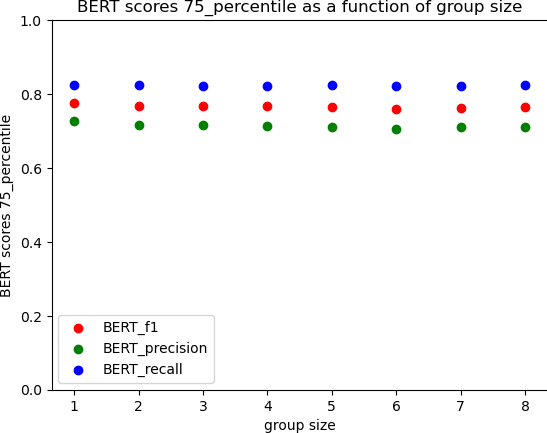 BERT scores 75_percentile as a function of group size
BERT scores 75_percentile
1.0
0.8
0.6
0.4
0.2
0.0
BERT_f1
BERT_precision
BERT_recall
1 2 3 4 5 6 7 8
group size